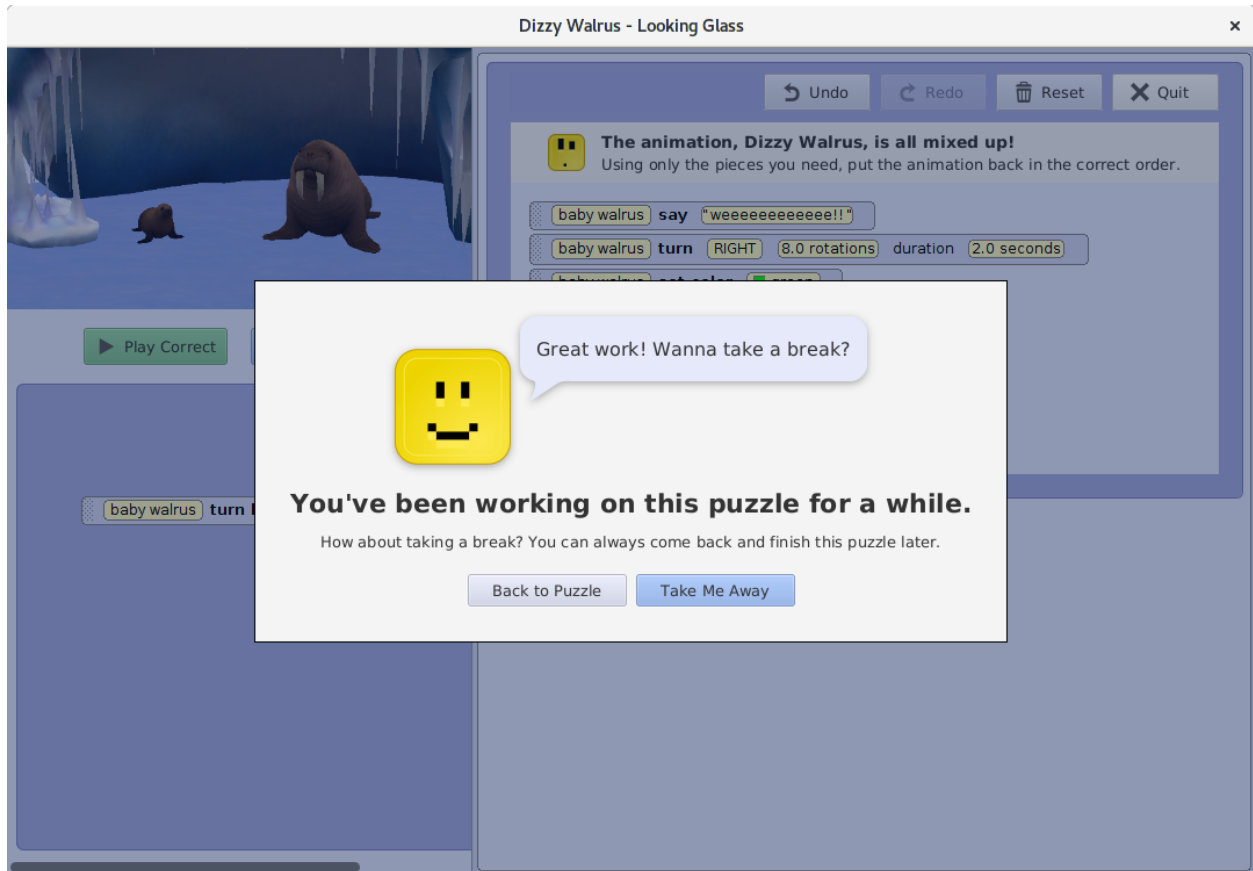 Dizzy Walrus - Looking Glass
×
Undo
Redo
Reset
Quit
The animation, Dizzy Walrus, is all mixed up!
Using only the pieces you need, put the animation back in the correct order.
baby walrus say "weeeeeeeeeeee!!"
baby walrus turn RIGHT 8.0 rotations duration 2.0 seconds
Play Correct
baby walrus turn
Great work! Wanna take a break?
You've been working on this puzzle for a while.
How about taking a break? You can always come back and finish this puzzle later.
Back to Puzzle
Take Me Away